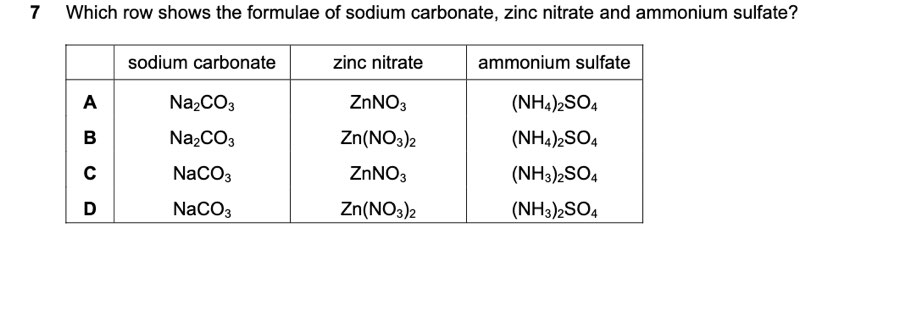 7 Which row shows the formulae of sodium carbonate, zinc nitrate and ammonium sulfate?
sodium carbonate zinc nitrate ammonium sulfate
A Na₂CO₃ ZnNO₃ (NH₄)₂SO₄
B Na₂CO₃ Zn(NO₃)₂ (NH₄)₂SO₄
C NaCO₃ ZnNO₃ (NH₃)₂SO₄
D NaCO₃ Zn(NO₃)₂ (NH₃)₂SO₄